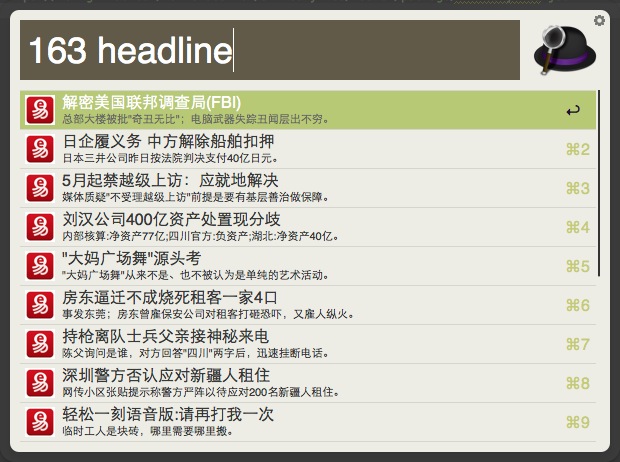 163 headline
解密美国联邦调查局(FBI)
总部大楼被批"奇丑无比"；电脑武器失踪丑闻层出不穷。
日企履义务 中方解除船舶扣押
⌘2
日本三井公司昨日按法院判决支付40亿日元。
5月起禁越级上访：应就地解决
⌘3
媒体质疑"不受理越级上访"前提是要有基层善治做保障。
刘汉公司400亿资产处置现分歧
⌘4
内部核算:净资产77亿;四川官方:负资产;湖北:净资产40亿。
"大妈广场舞"源头考
⌘5
"大妈广场舞"从来不是、也不被认为是单纯的艺术活动。
房东逼迁不成烧死租客一家4口
⌘6
事发东莞；房东曾雇保安公司对租客打砸恐吓，又雇人纵火。
持枪离队士兵父亲接神秘来电
⌘7
陈父询问是谁，对方回答"四川"两字后，迅速挂断电话。
深圳警方否认应对新疆人租住
⌘8
网传小区张贴提示称警方严阵以待应对200名新疆人租住。
轻松一刻语音版:请再打我一次
⌘9
临时工人是块砖，哪里需要哪里搬。